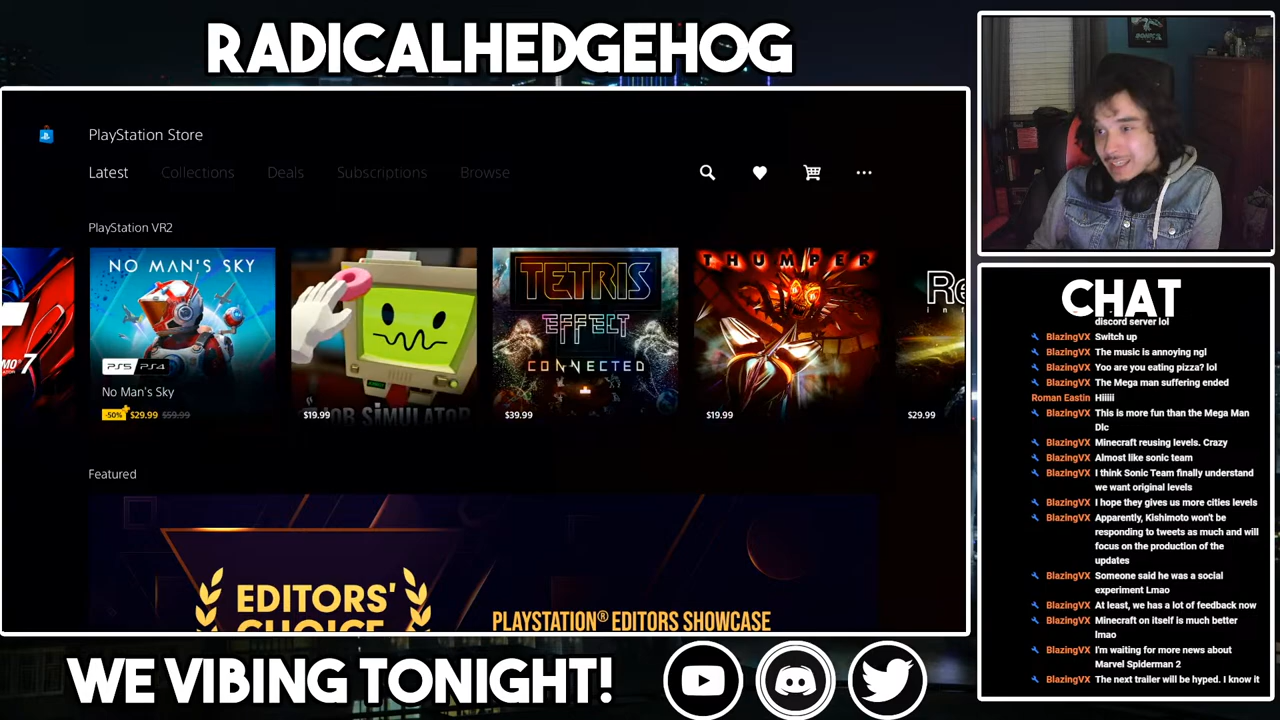 RADICALHEDGEHOG
PlayStation Store
Latest Collections Deals Subscriptions Browse
PlayStation VR2
NO MAN'S SKY
PS5 PS4
No Man's Sky
-50% $29.99 $59.99
7
JOB SIMULATOR
$19.99
TETRIS
EFFECT
CONNECTED
$39.99
THUMPER
$19.99
Re
inf
$29.99
Featured
EDITORS'
CHOICE
PLAYSTATION® EDITORS SHOWCASE
WE VIBING TONIGHT!
CHAT
discord server lol
BlazingVX Switch up
BlazingVX The music is annoying ngl
BlazingVX Yoo are you eating pizza? lol
BlazingVX The Mega man suffering ended
Roman Eastin Hiiiii
BlazingVX This is more fun than the Mega Man
Dlc
BlazingVX Minecraft reusing levels. Crazy
BlazingVX Almost like sonic team
BlazingVX I think Sonic Team finally understand
we want original levels
BlazingVX I hope they gives us more cities levels
BlazingVX Apparently, Kishimoto won't be
responding to tweets as much and will
focus on the production of the
updates
BlazingVX Someone said he was a social
experiment Lmao
BlazingVX At least, we has a lot of feedback now
BlazingVX Minecraft on itself is much better
lmao
BlazingVX I'm waiting for more news about
Marvel Spiderman 2
BlazingVX The next trailer will be hyped. I know it